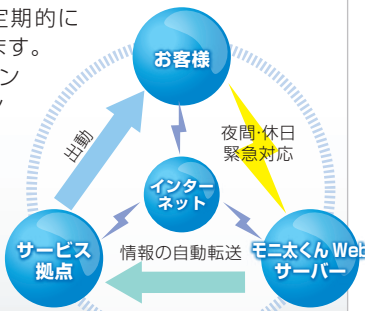 定期的に
ます。
ン
お客様
出動
夜間・休日
緊急対応
インター
ネット
サービス
拠点
情報の自動転送
モニ太くん Web
サーバー